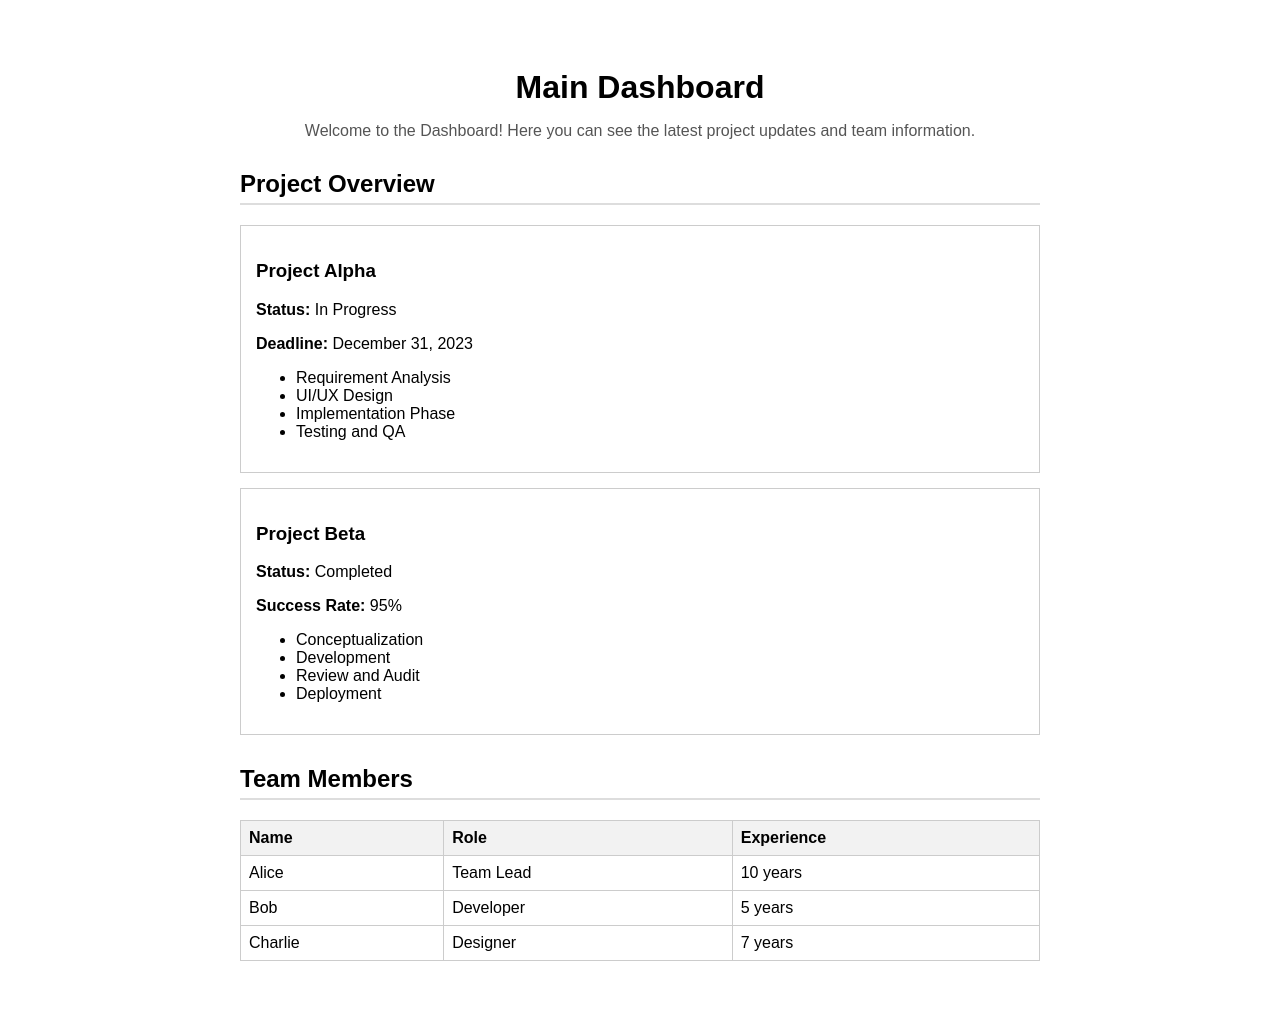 Main Dashboard
Welcome to the Dashboard! Here you can see the latest project updates and team information.
Project Overview
Project Alpha
Status: In Progress
Deadline: December 31, 2023
Requirement Analysis
UI/UX Design
Implementation Phase
Testing and QA
Project Beta
Status: Completed
Success Rate: 95%
Conceptualization
Development
Review and Audit
Deployment
Team Members
Name Role Experience
Alice Team Lead 10 years
Bob Developer 5 years
Charlie Designer 7 years